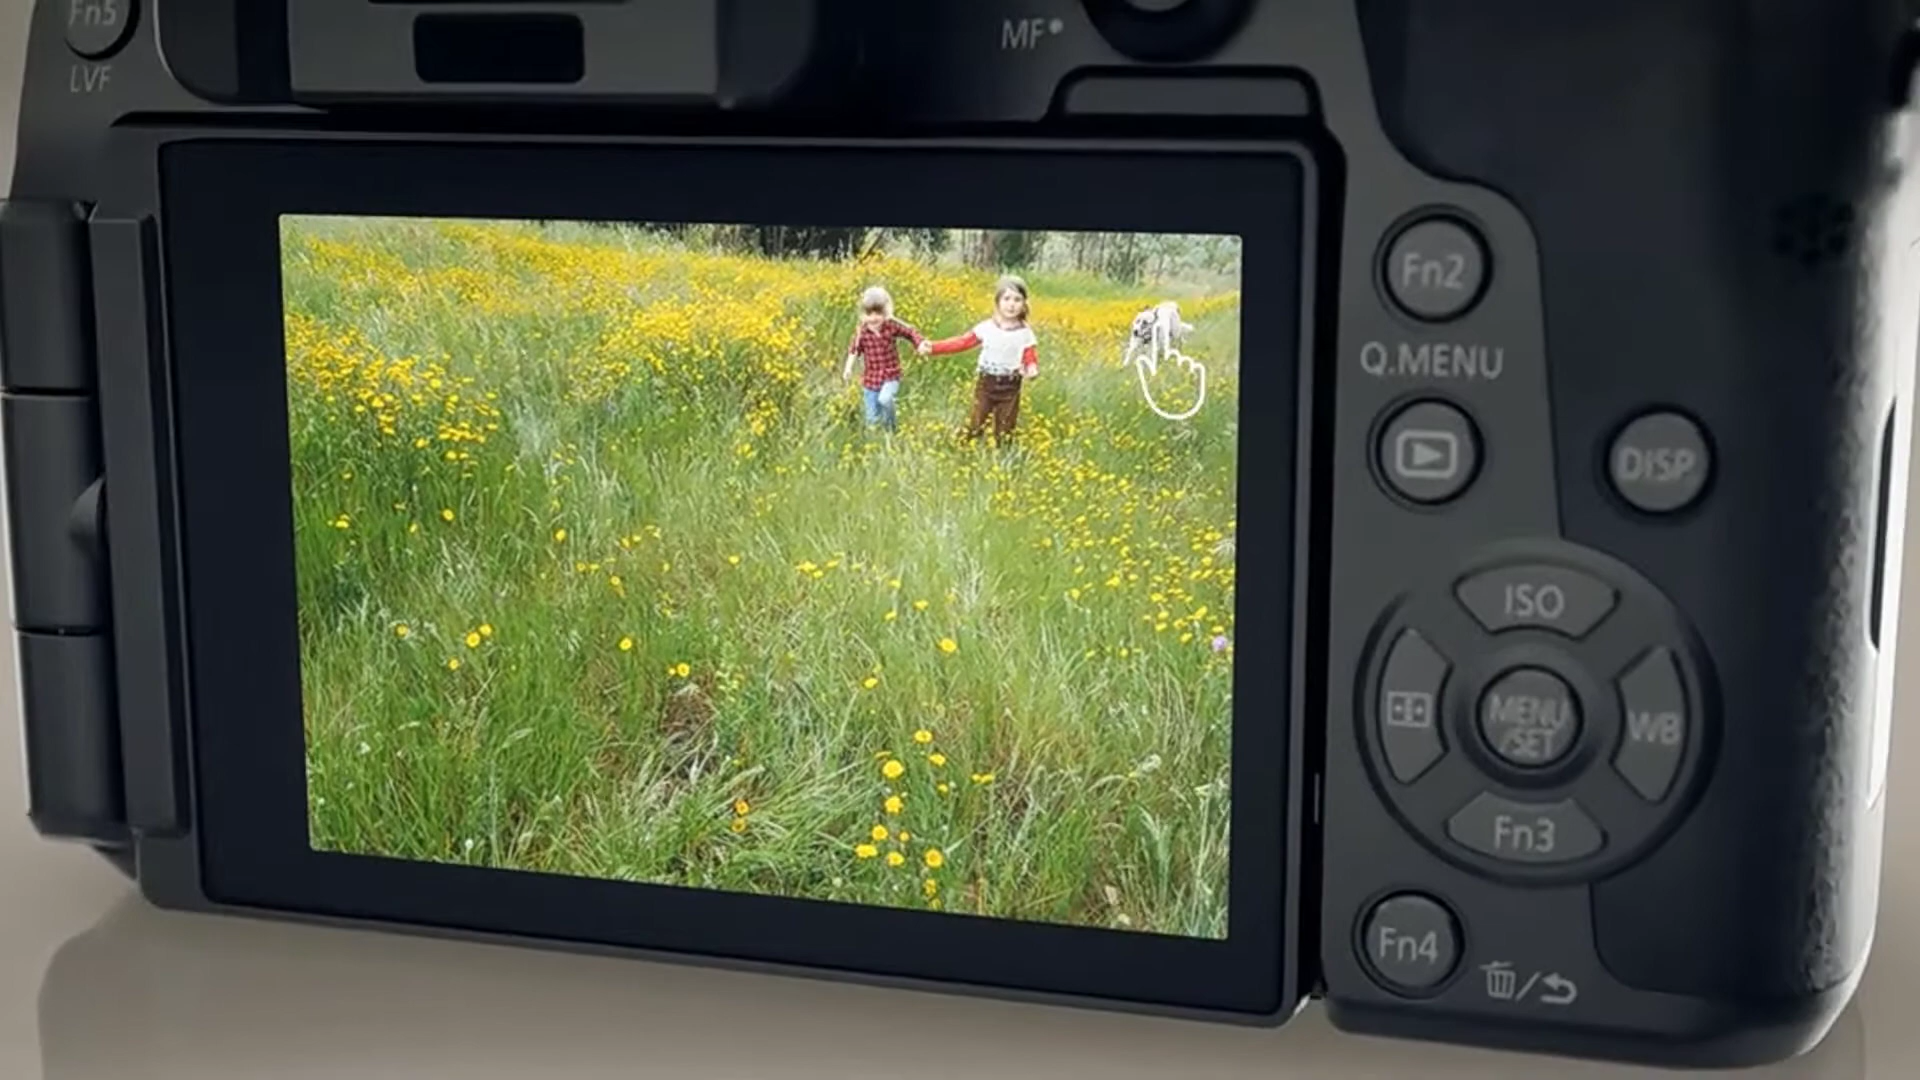 Fn5
LVF
MF
Fn2
Q.MENU
DISP
ISO
MENU
/SET
WB
Fn3
Fn4
/